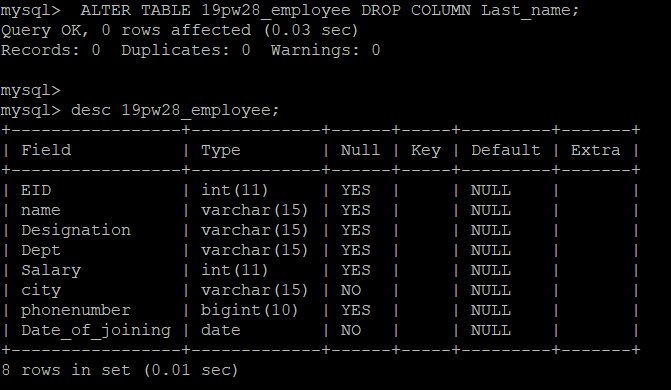 mysql>  ALTER TABLE 19pw28_employee DROP COLUMN Last_name;
Query OK, 0 rows affected (0.03 sec)
Records: 0  Duplicates: 0  Warnings: 0
mysql>
mysql> desc 19pw28_employee;
+-----------------+-------------+------+-----+---------+-------+
| Field           | Type        | Null | Key | Default | Extra |
+-----------------+-------------+------+-----+---------+-------+
| EID             | int(11)     | YES  |     | NULL    |       |
| name            | varchar(15) | YES  |     | NULL    |       |
| Designation     | varchar(15) | YES  |     | NULL    |       |
| Dept            | varchar(15) | YES  |     | NULL    |       |
| Salary          | int(11)     | YES  |     | NULL    |       |
| city            | varchar(15) | NO   |     | NULL    |       |
| phonenumber     | bigint(10)  | YES  |     | NULL    |       |
| Date_of_joining | date        | NO   |     | NULL    |       |
+-----------------+-------------+------+-----+---------+-------+
8 rows in set (0.01 sec)